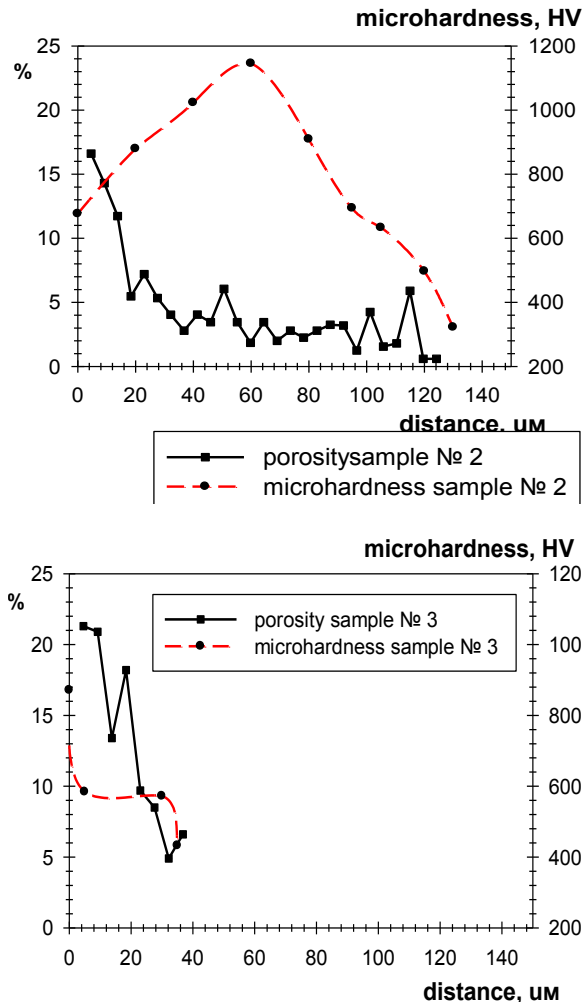 microhardness, HV
25 1200
%
20 1000
15 800
10 600
5 400
0 200
0 20 40 60 80 100 120 140
distance, uм
porositysample № 2
microhardness sample № 2
microhardness, HV
25 120
%
20 100
15 800
10 600
5 400
0 200
porosity sample № 3
microhardness sample № 3
0 20 40 60 80 100 120 140
distance, uм